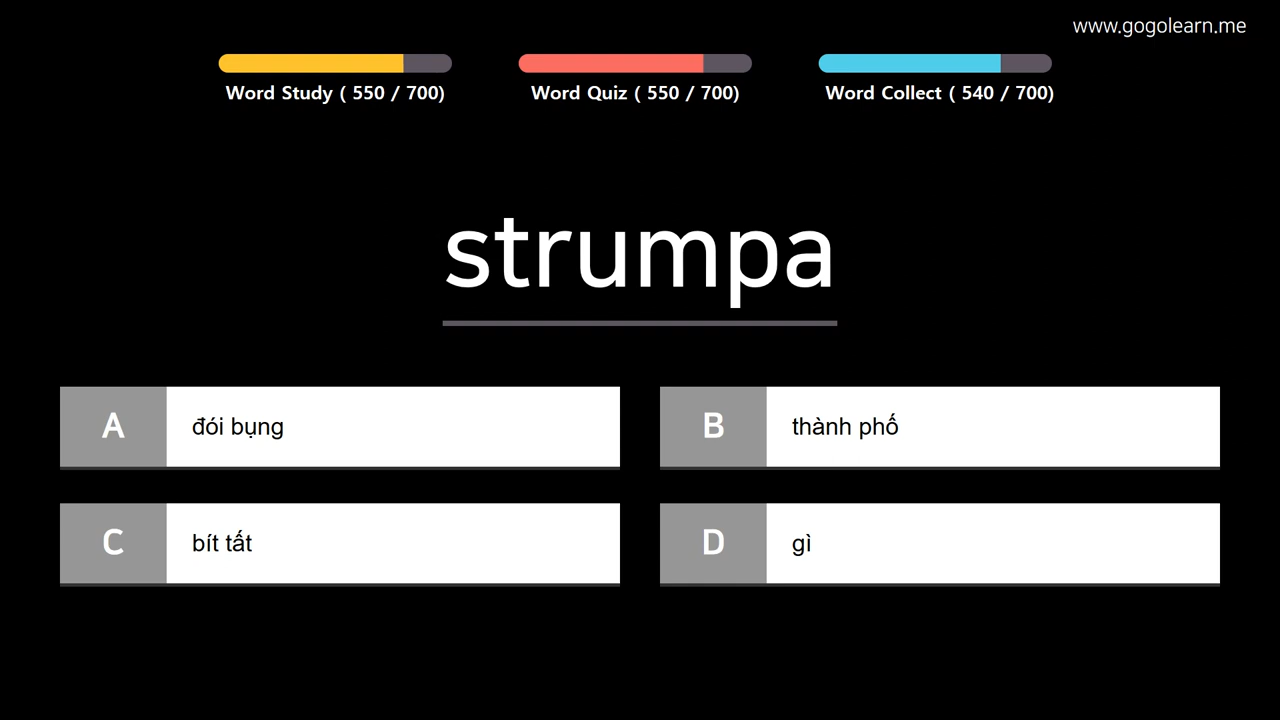 www.gogolearn.me
Word Study ( 550 / 700)
Word Quiz ( 550 / 700)
Word Collect ( 540 / 700)
strumpa
A đói bụng
B thành phố
C bít tất
D gì